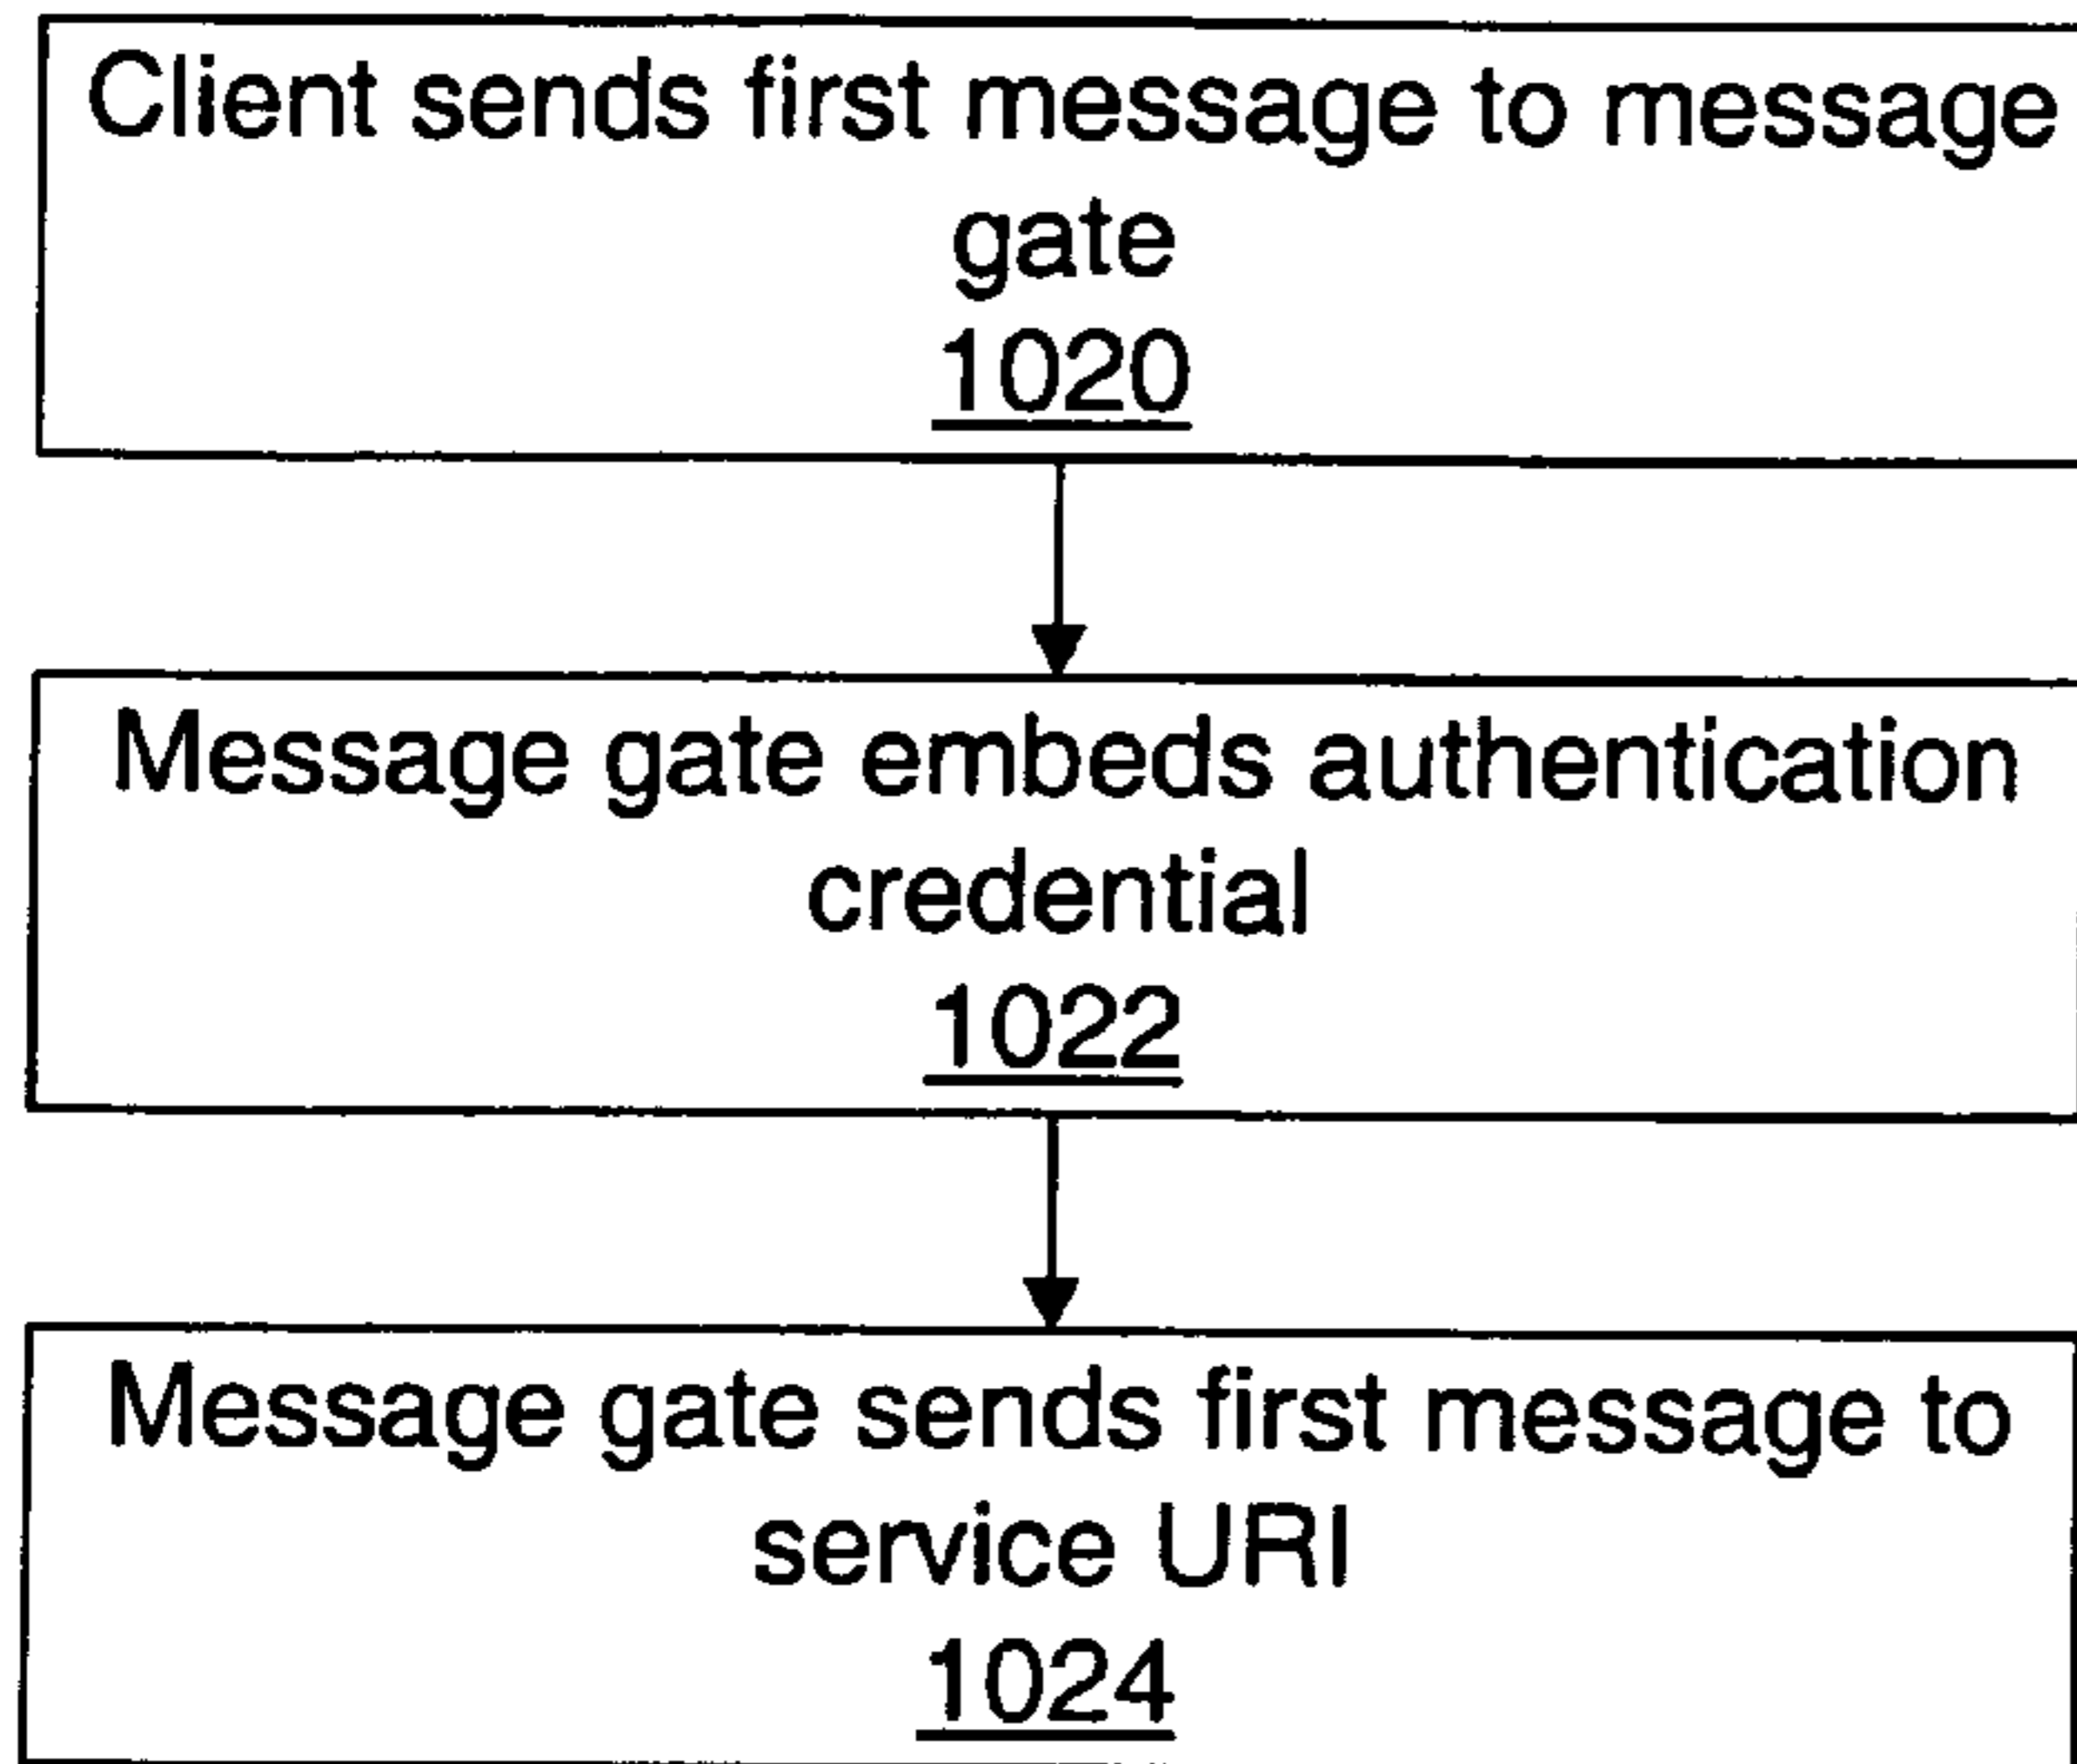 Client sends first message to message
gate
1020
Message gate embeds authentication
credential
1022
Message gate sends first message to
service URI
1024